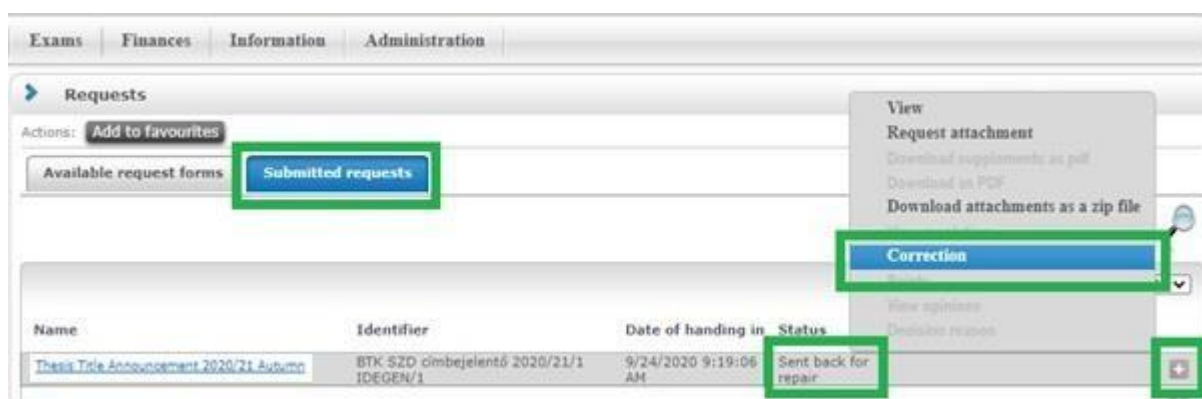 Exams Finances Information Administration
Requests
Actions: Add to favourites
Available request forms Submitted requests
View
Request attachment
Download supplements as pdf
Download as PDF
Download attachments as a zip file
Correction
View opinions
Decision reason
Name Identifier Date of handing in Status
Thesis Title Announcement 2020/21 Autumn BTK SZD címbejelentő 2020/21/1 9/24/2020 9:19:06 Sent back for
IDEGEN/1 AM repair